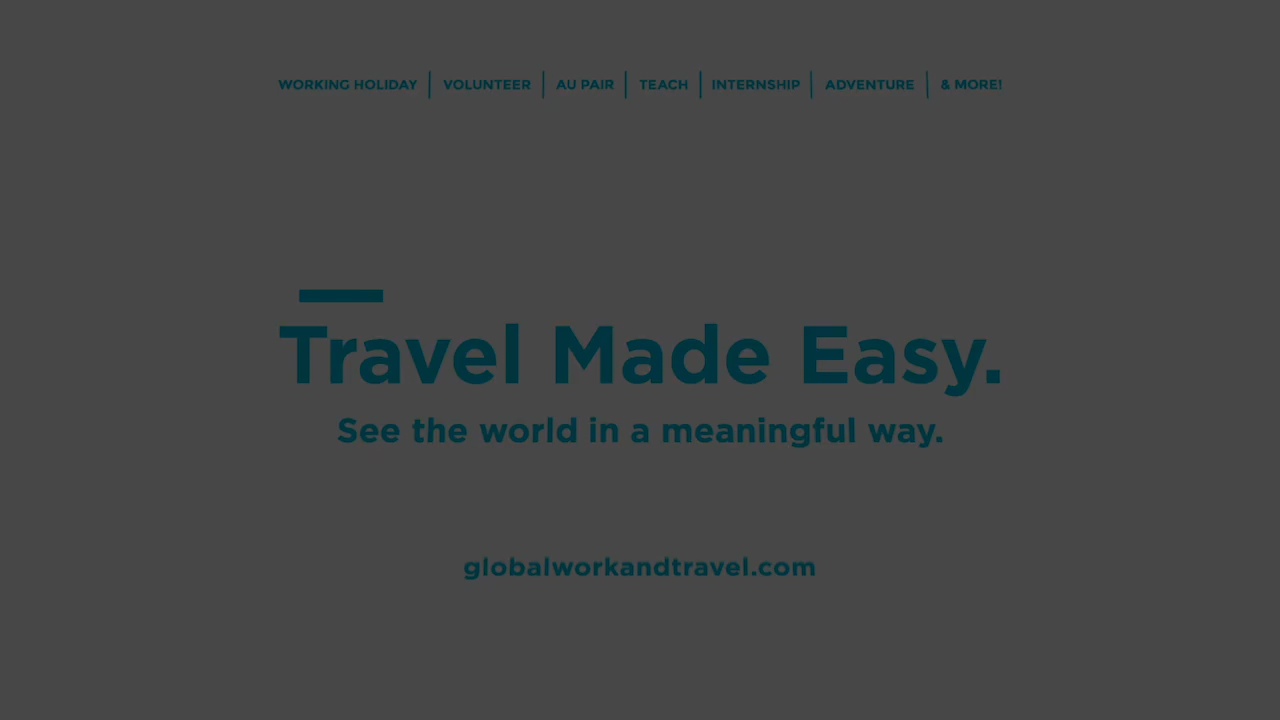 WORKING HOLIDAY | VOLUNTEER | AU PAIR | TEACH | INTERNSHIP | ADVENTURE | & MORE!
Travel Made Easy.
See the world in a meaningful way.
globalworkandtravel.com